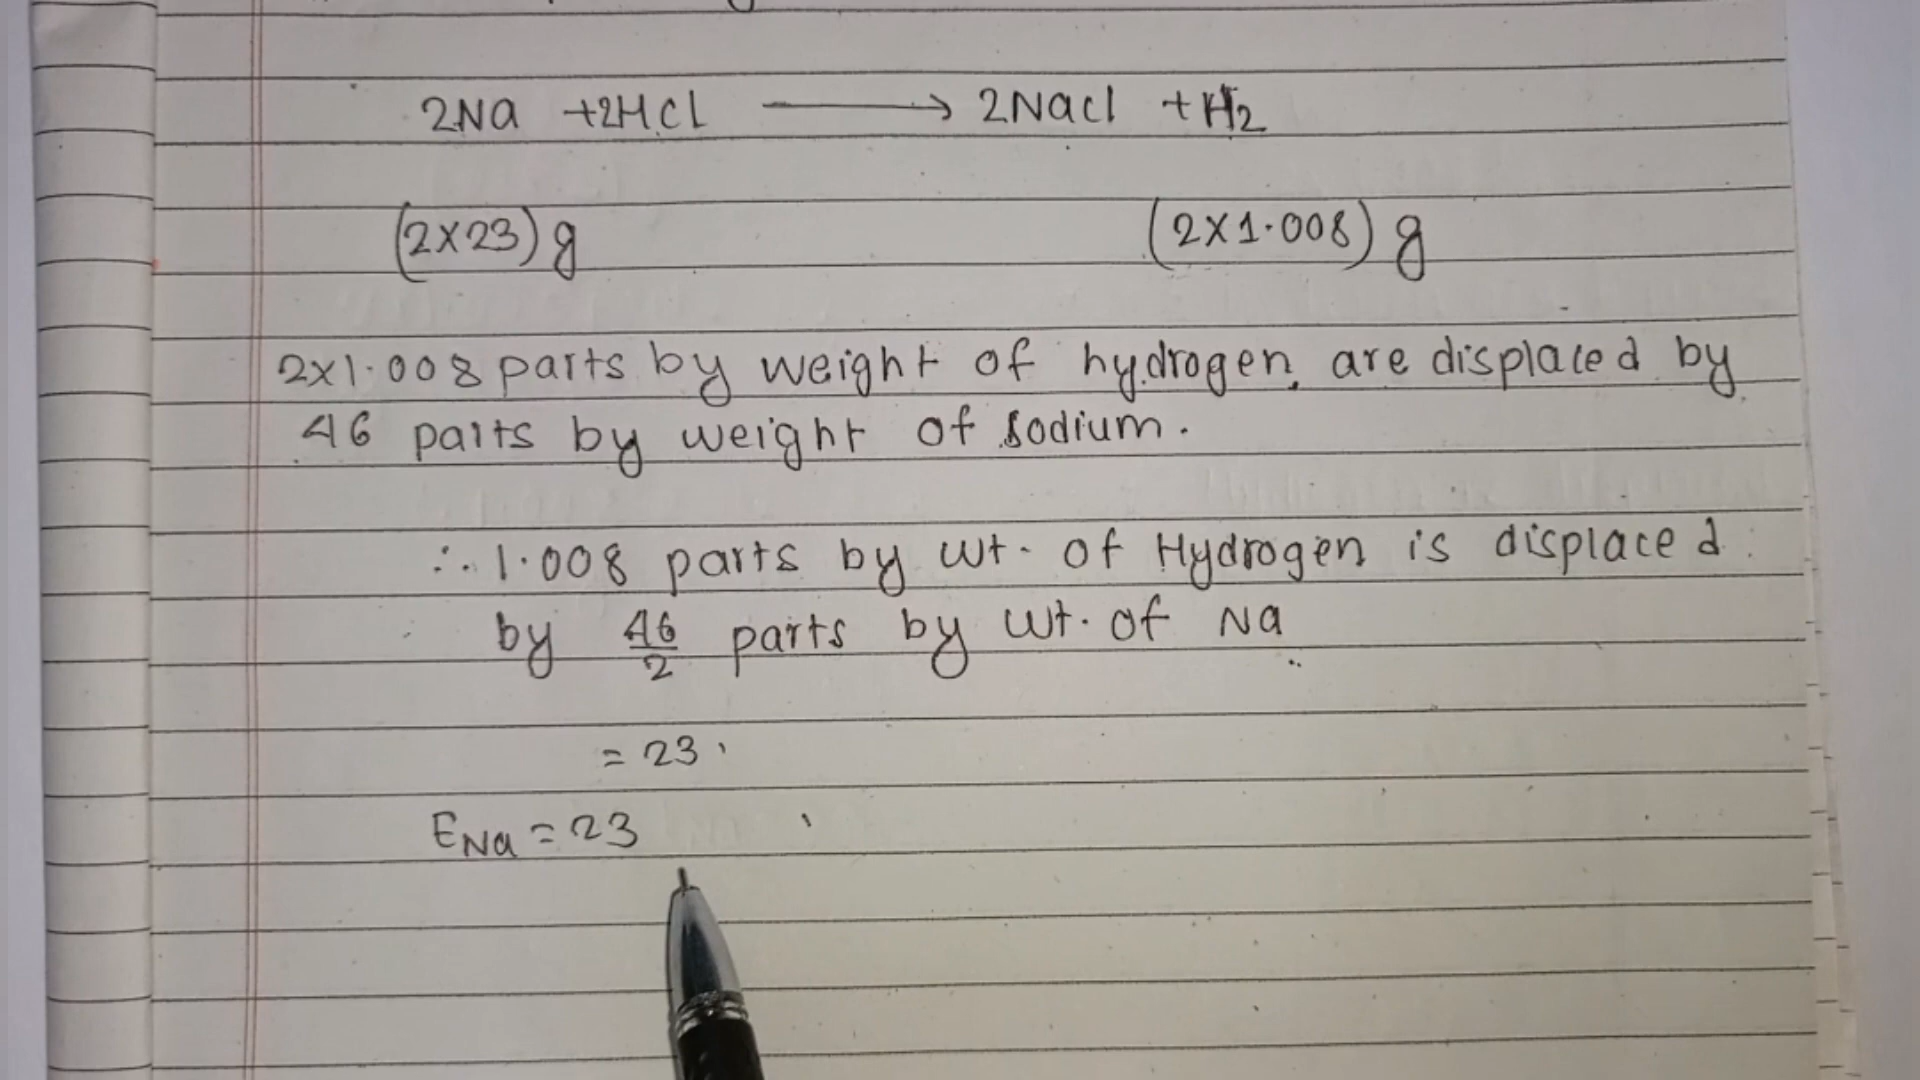 2Na +2HCl ⟶ 2Nacl +H₂
(2×23) g (2×1.008) g
2×1.008 parts by weight of hydrogen are displaced by
46 parts by weight of sodium.
∴ 1.008 parts by wt. of Hydrogen is displaced
by 46/2 parts by wt. of Na
= 23
E_Na = 23